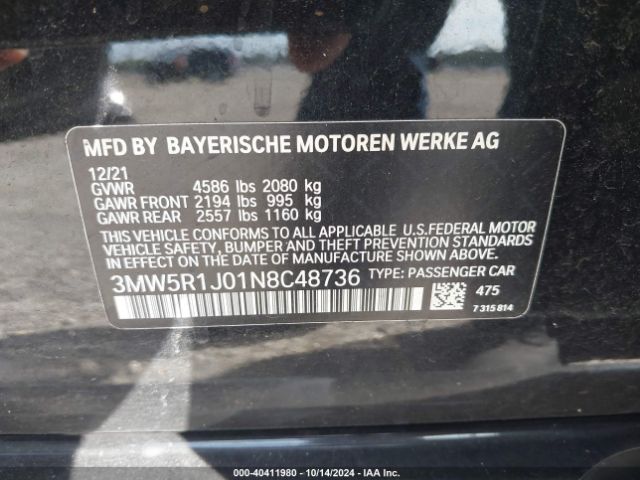 MFD BY BAYERISCHE MOTOREN WERKE AG
12/21
GVWR 4586 lbs 2080 kg
GAWR FRONT 2194 lbs 995 kg
GAWR REAR 2557 lbs 1160 kg
THIS VEHICLE CONFORMS TO ALL APPLICABLE U.S.FEDERAL MOTOR
VEHICLE SAFETY, BUMPER AND THEFT PREVENTION STANDARDS
IN EFFECT ON THE DATE OF MANUFACTURE SHOWN ABOVE.
3MW5R1J01N8C48736 TYPE: PASSENGER CAR
475
7 315 814
000-40411980 - 10/14/2024 - IAA Inc.